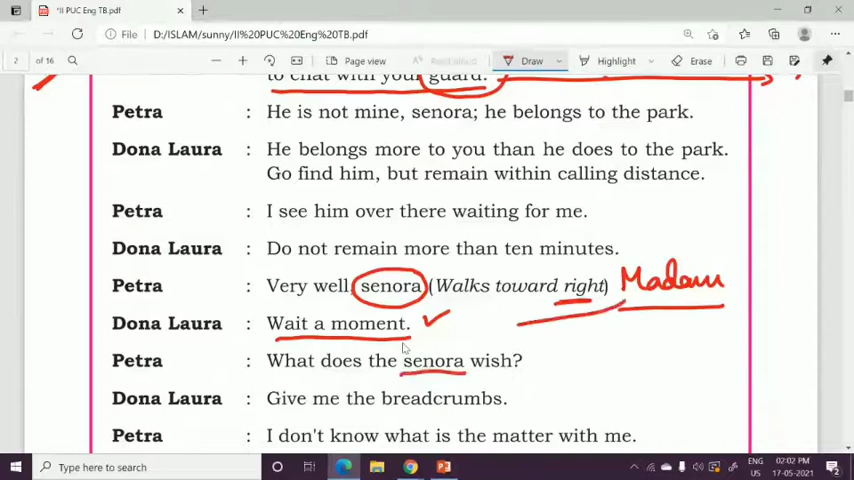 *II PUC Eng TB.pdf
File
D:/ISLAM/sunny/II%20PUC%20Eng%20TB.pdf
2 of 16
Page view
Read aloud
Draw
Highlight
Erase
to chat with your guard.
Petra : He is not mine, senora; he belongs to the park.
Dona Laura : He belongs more to you than he does to the park.
Go find him, but remain within calling distance.
Petra : I see him over there waiting for me.
Dona Laura : Do not remain more than ten minutes.
Petra : Very well, senora (Walks toward right) Madam
Dona Laura : Wait a moment.
Petra : What does the senora wish?
Dona Laura : Give me the breadcrumbs.
Petra : I don't know what is the matter with me.
Type here to search
ENG
US
02:02 PM
17-05-2021
2